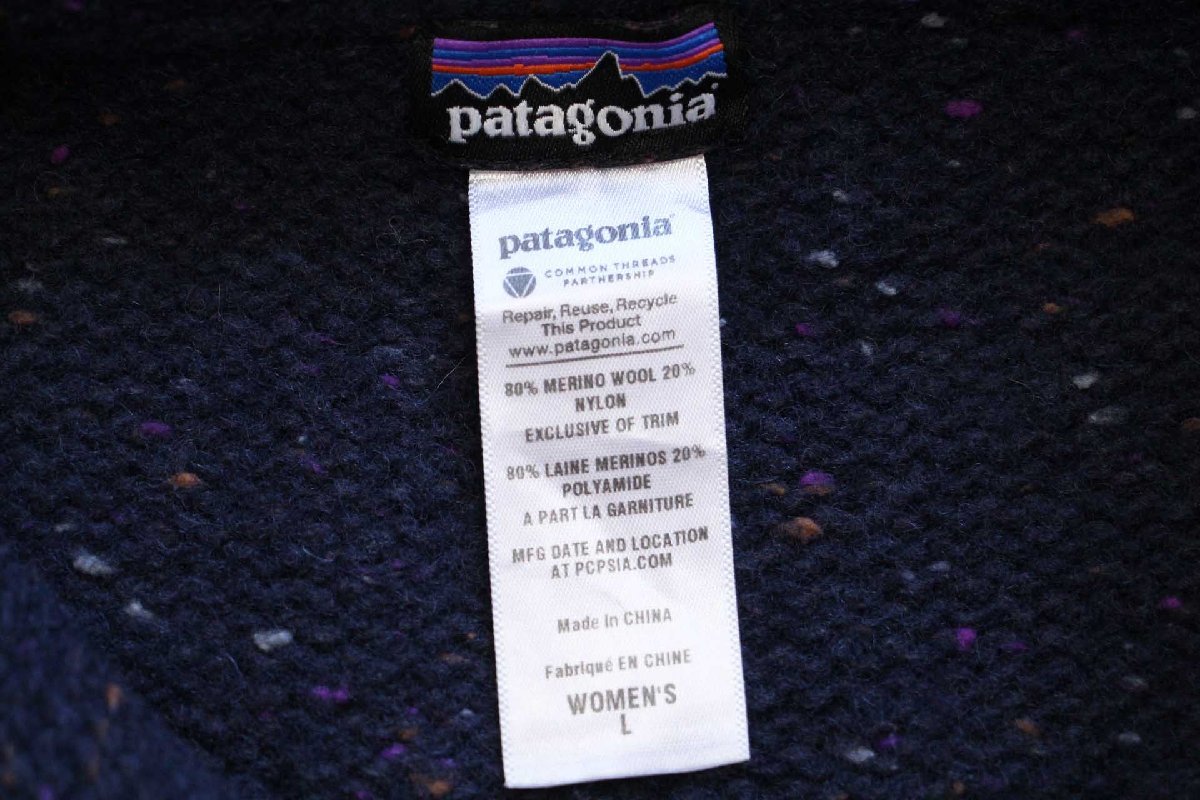 patagonia
patagonia
COMMON THREADS
PARTNERSHIP
Repair, Reuse, Recycle
This Product
www.patagonia.com
80% MERINO WOOL 20%
NYLON
EXCLUSIVE OF TRIM
80% LAINE MERINOS 20%
POLYAMIDE
A PART LA GARNITURE
MFG DATE AND LOCATION
AT PCPSIA.COM
Made in CHINA
Fabriqué EN CHINE
WOMEN'S
L